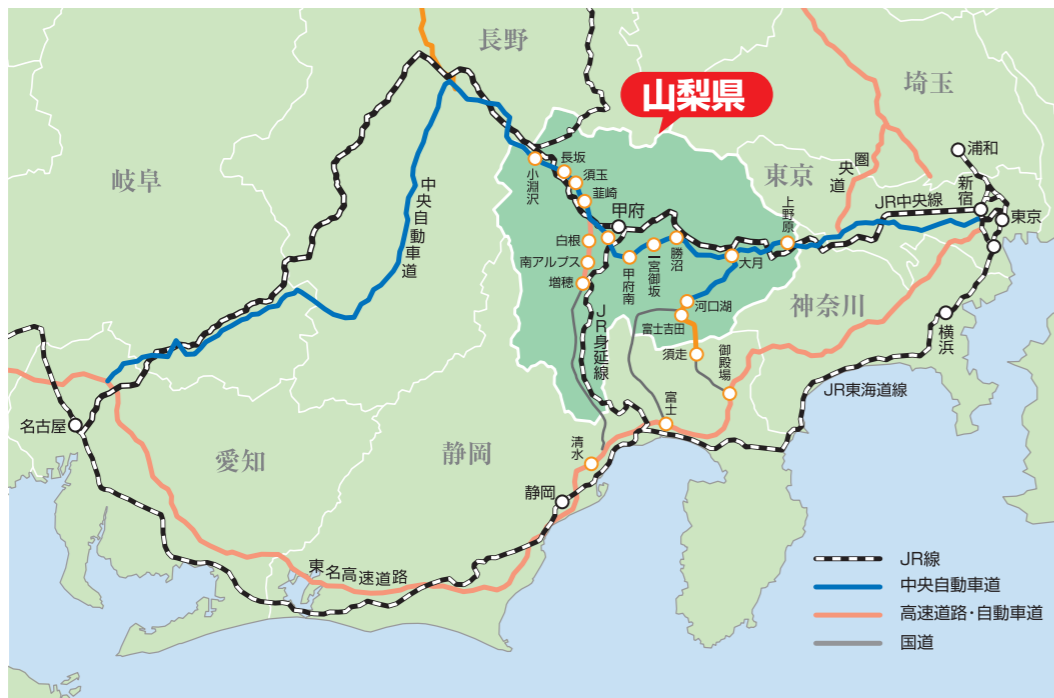 長野
山梨県
埼玉
岐阜
中央自動車道
小淵沢
長坂
須玉
韮崎
甲府
東京
圏央道
JR中央線
浦和
新宿
東京
上野原
白根
南アルプス
増穂
甲府南
一宮御坂
勝沼
大月
河口湖
富士吉田
須走
御殿場
神奈川
横浜
JR身延線
JR東海道線
富士
清水
静岡
静岡
名古屋
愛知
東名高速道路
JR線
中央自動車道
高速道路・自動車道
国道